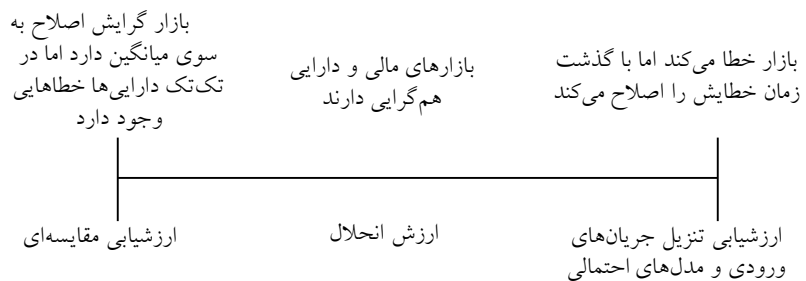 بازار خطا می‌کند اما با گذشت
زمان خطایش را اصلاح می‌کند
بازارهای مالی و دارایی
هم‌گرایی دارند
بازار گرایش اصلاح به
سوی میانگین دارد اما در
تک‌تک دارایی‌ها خطاهایی
وجود دارد
ارزشیابی تنزیل جریان‌های
ورودی و مدل‌های احتمالی
ارزش انحلال
ارزشیابی مقایسه‌ای